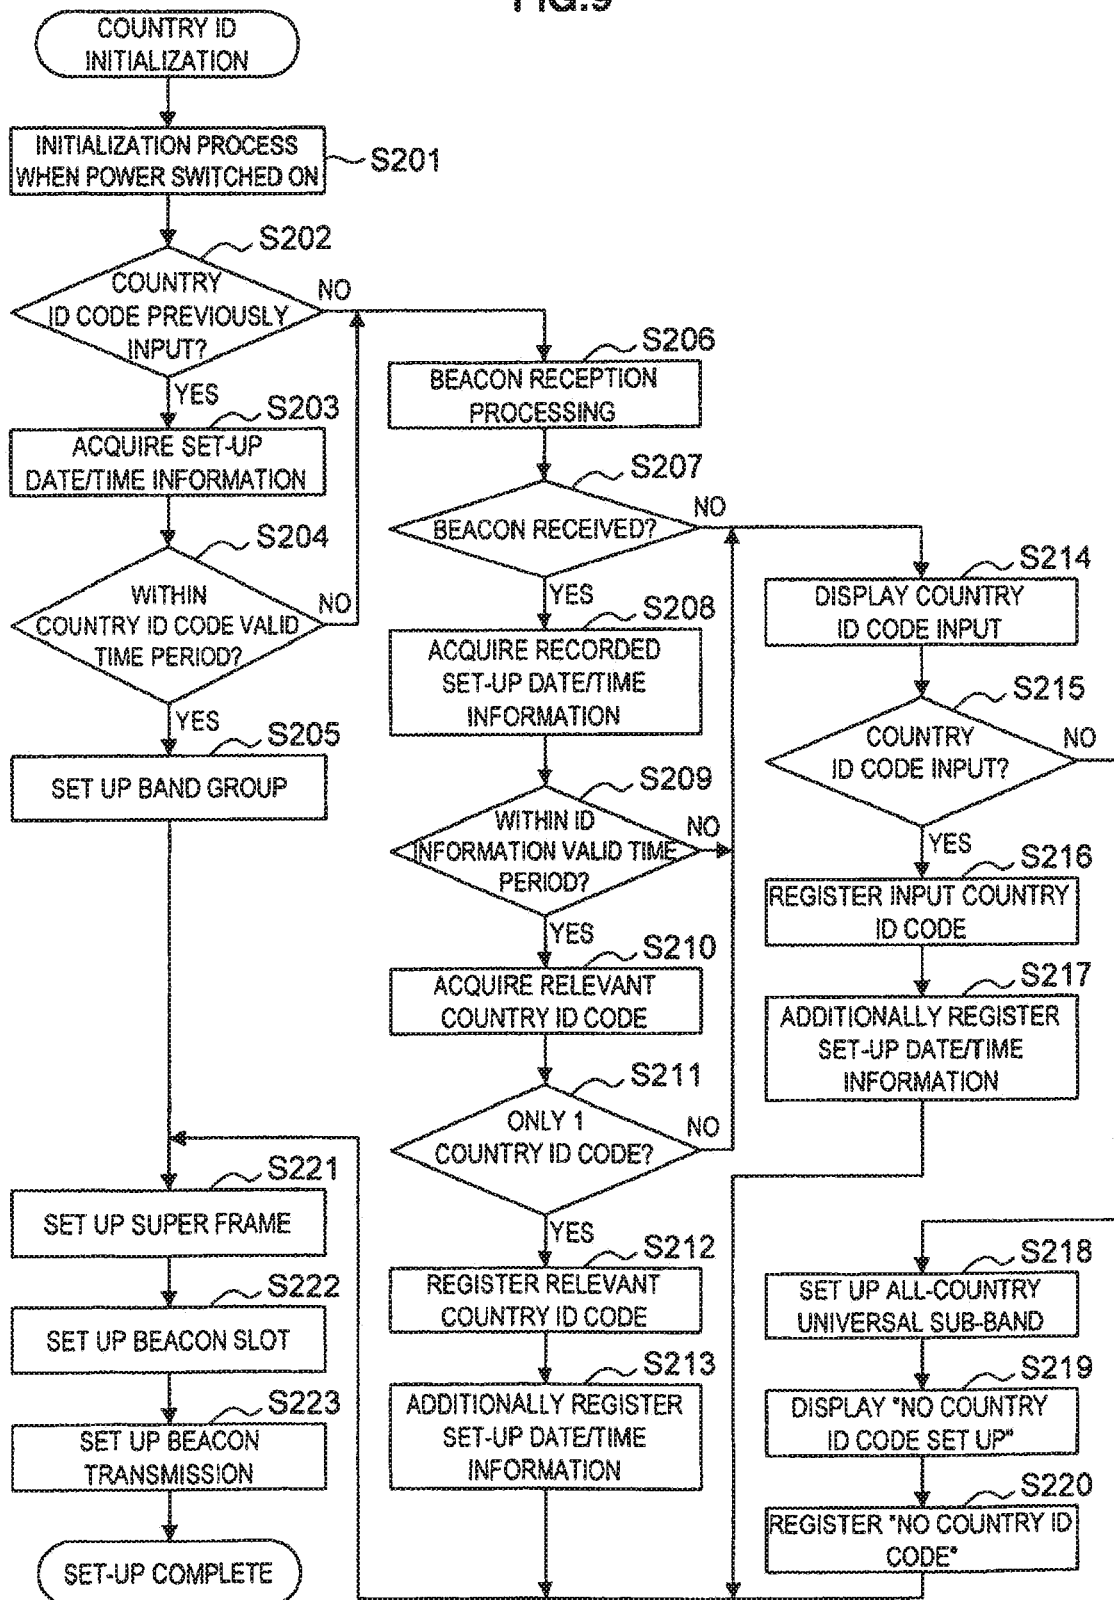 FIG.9
COUNTRY ID
INITIALIZATION
INITIALIZATION PROCESS
WHEN POWER SWITCHED ON
S201
S202
COUNTRY
ID CODE PREVIOUSLY
INPUT?
NO
YES
S203
ACQUIRE SET-UP
DATE/TIME INFORMATION
S204
WITHIN
COUNTRY ID CODE VALID
TIME PERIOD?
NO
YES
S205
SET UP BAND GROUP
S221
SET UP SUPER FRAME
S222
SET UP BEACON SLOT
S223
SET UP BEACON
TRANSMISSION
SET-UP COMPLETE
S206
BEACON RECEPTION
PROCESSING
S207
BEACON RECEIVED?
NO
YES
S208
ACQUIRE RECORDED
SET-UP DATE/TIME
INFORMATION
S209
WITHIN ID
INFORMATION VALID TIME
PERIOD?
NO
YES
S210
ACQUIRE RELEVANT
COUNTRY ID CODE
S211
ONLY 1
COUNTRY ID CODE?
NO
YES
S212
REGISTER RELEVANT
COUNTRY ID CODE
S213
ADDITIONALLY REGISTER
SET-UP DATE/TIME
INFORMATION
S214
DISPLAY COUNTRY
ID CODE INPUT
S215
COUNTRY
ID CODE INPUT?
NO
YES
S216
REGISTER INPUT COUNTRY
ID CODE
S217
ADDITIONALLY REGISTER
SET-UP DATE/TIME
INFORMATION
S218
SET UP ALL-COUNTRY
UNIVERSAL SUB-BAND
S219
DISPLAY "NO COUNTRY
ID CODE SET UP"
S220
REGISTER "NO COUNTRY ID
CODE"